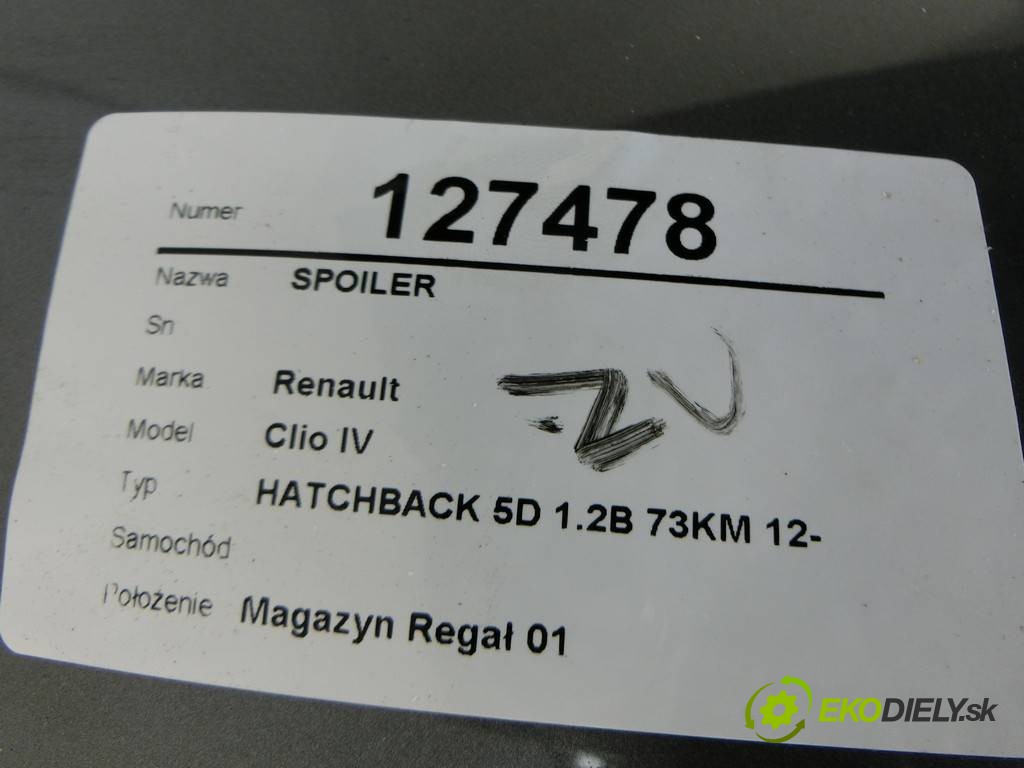 Numer 127478
Nazwa SPOILER
Sn
Marka Renault
Model Clio IV
Typ HATCHBACK 5D 1.2B 73KM 12-
Samochód
Położenie Magazyn Regał 01
EKODIELY.sk